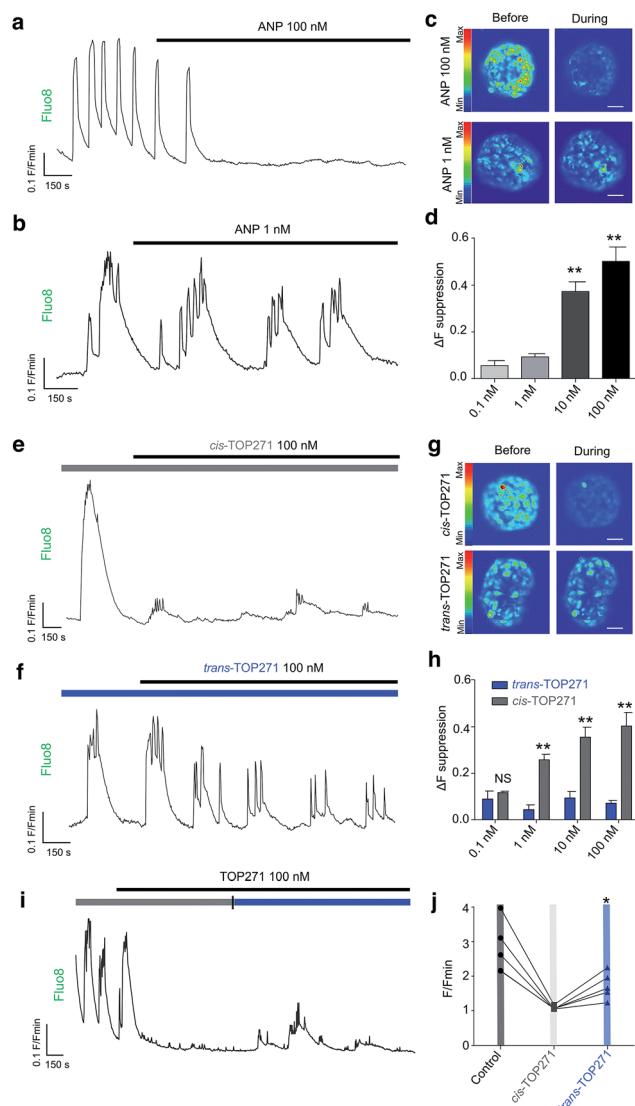 a
ANP 100 nM
Fluo8
0.1 F/Fmin
150 s
b
ANP 1 nM
Fluo8
0.1 F/Fmin
150 s
c
Before
During
Max
ANP 100 nM
Min
Max
ANP 1 nM
Min
d
ΔF suppression
0.6
0.4
0.2
0.0
**
**
0.1 nM
1 nM
10 nM
100 nM
e
cis-TOP271 100 nM
Fluo8
0.1 F/Fmin
150 s
f
trans-TOP271 100 nM
Fluo8
0.1 F/Fmin
150 s
g
Before
During
Max
cis-TOP271
Min
Max
trans-TOP271
Min
h
ΔF suppression
0.6
0.4
0.2
0.0
trans-TOP271
cis-TOP271
NS
**
**
**
0.1 nM
1 nM
10 nM
100 nM
i
TOP271 100 nM
Fluo8
0.1 F/Fmin
150 s
j
F/Fmin
4
3
2
1
0
*
Control
cis-TOP271
trans-TOP271